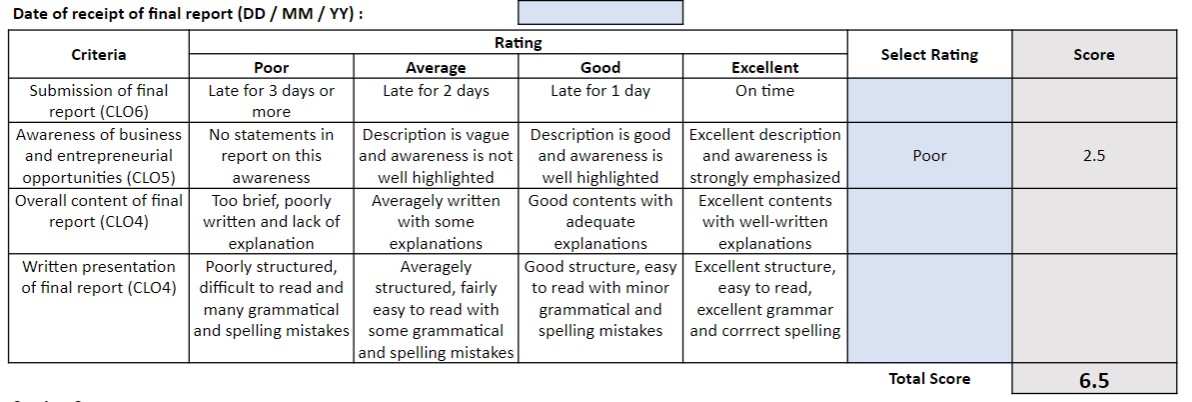 Date of receipt of final report (DD / MM / YY) :
Criteria
Rating
Select Rating
Score
Poor
Average
Good
Excellent
Submission of final
report (CLO6)
Late for 3 days or
more
Late for 2 days
Late for 1 day
On time
Awareness of business
and entrepreneurial
opportunities (CLO5)
No statements in
report on this
awareness
Description is vague
and awareness is not
well highlighted
Description is good
and awareness is
well highlighted
Excellent description
and awareness is
strongly emphasized
Poor
2.5
Overall content of final
report (CLO4)
Too brief, poorly
written and lack of
explanation
Averagely written
with some
explanations
Good contents with
adequate
explanations
Excellent contents
with well-written
explanations
Written presentation
of final report (CLO4)
Poorly structured,
difficult to read and
many grammatical
and spelling mistakes
Averagely
structured, fairly
easy to read with
some grammatical
and spelling mistakes
Good structure, easy
to read with minor
grammatical and
spelling mistakes
Excellent structure,
easy to read,
excellent grammar
and corrrect spelling
Total Score
6.5